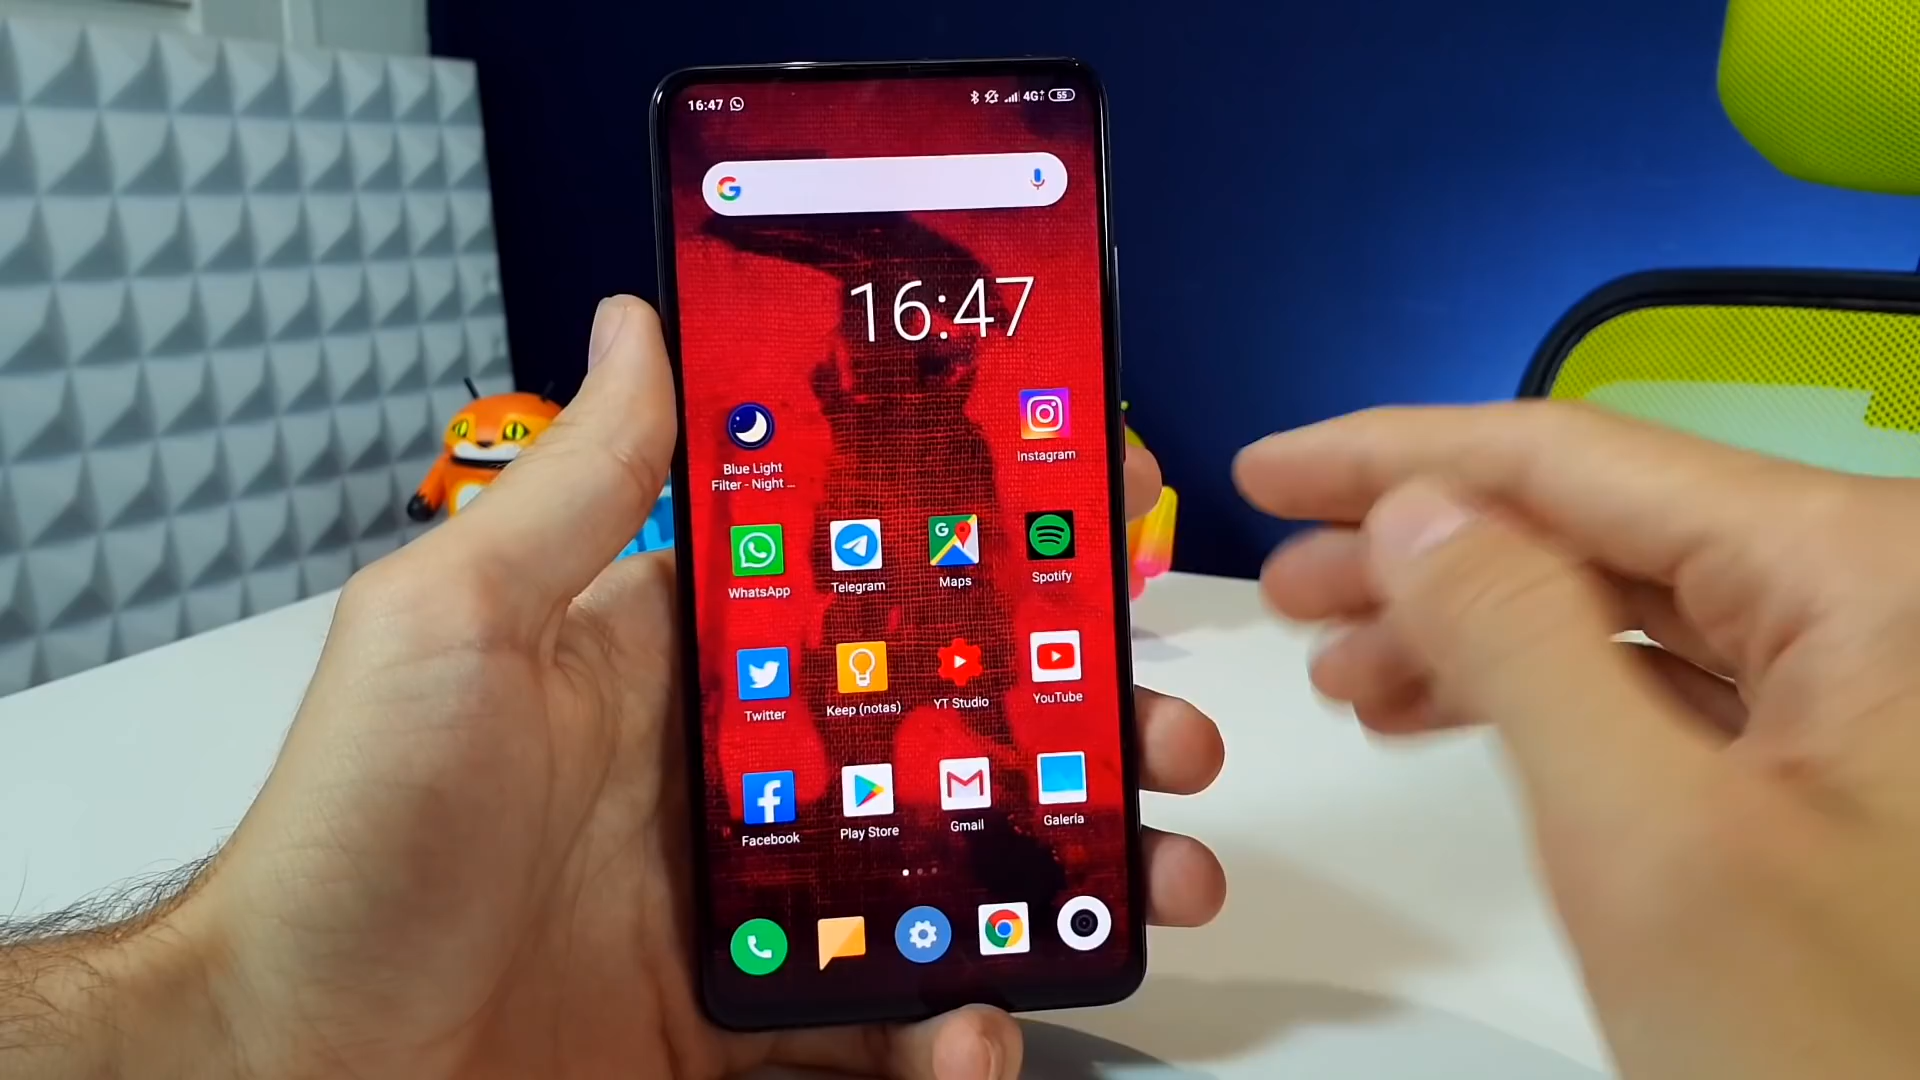 16:47
4G+ 55
16:47
Blue Light
Filter - Night ...
Instagram
WhatsApp
Telegram
Maps
Spotify
Twitter
Keep (notas)
YT Studio
YouTube
Facebook
Play Store
Gmail
Galería